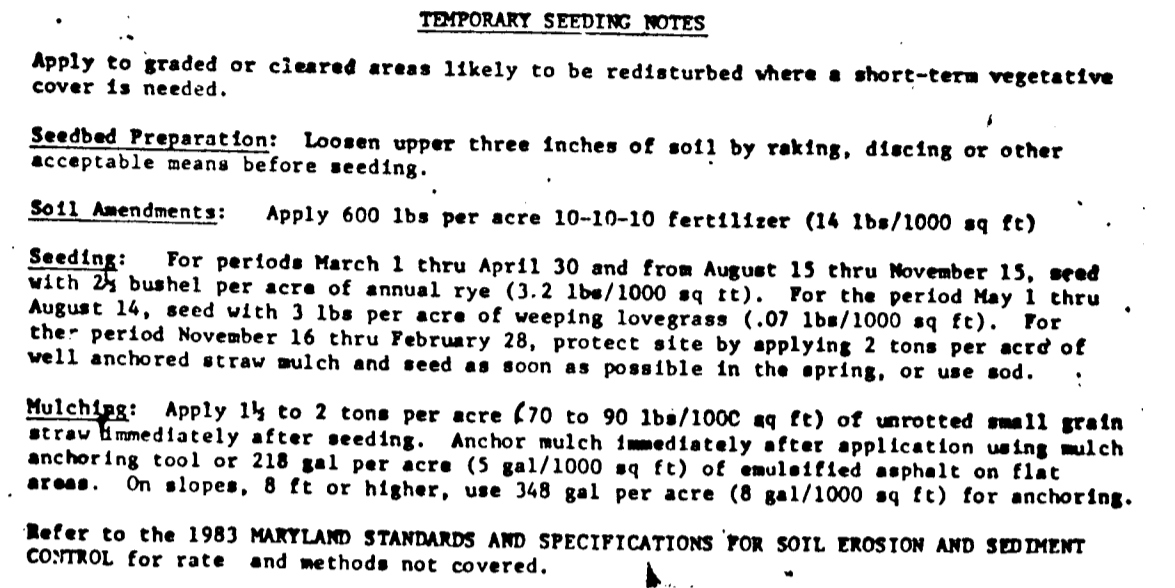 TEMPORARY SEEDING NOTES
Apply to graded or cleared areas likely to be redisturbed where a short-term vegetative
cover is needed.
Seedbed Preparation: Loosen upper three inches of soil by raking, discing or other
acceptable means before seeding.
Soil Amendments: Apply 600 lbs per acre 10-10-10 fertilizer (14 lbs/1000 sq ft)
Seeding: For periods March 1 thru April 30 and from August 15 thru November 15, seed
with 2½ bushel per acre of annual rye (3.2 lbs/1000 sq ft). For the period May 1 thru
August 14, seed with 3 lbs per acre of weeping lovegrass (.07 lbs/1000 sq ft). For
the period November 16 thru February 28, protect site by applying 2 tons per acre of
well anchored straw mulch and seed as soon as possible in the spring, or use sod.
Mulching: Apply 1½ to 2 tons per acre (70 to 90 lbs/1000 sq ft) of unrotted small grain
straw immediately after seeding. Anchor mulch immediately after application using mulch
anchoring tool or 218 gal per acre (5 gal/1000 sq ft) of emulsified asphalt on flat
areas. On slopes, 8 ft or higher, use 348 gal per acre (8 gal/1000 sq ft) for anchoring.
Refer to the 1983 MARYLAND STANDARDS AND SPECIFICATIONS FOR SOIL EROSION AND SEDIMENT
CONTROL for rate and methods not covered.